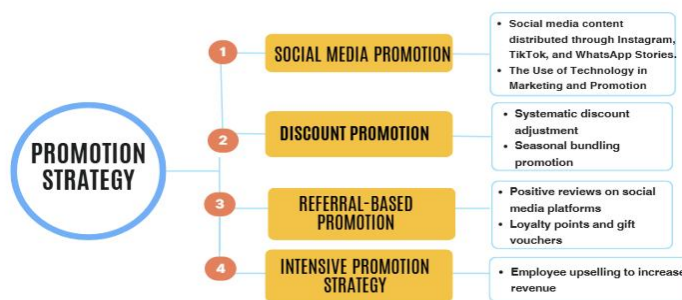 PROMOTION
STRATEGY
1
SOCIAL MEDIA PROMOTION
• Social media content
distributed through Instagram,
TikTok, and WhatsApp Stories.
• The Use of Technology in
Marketing and Promotion
2
DISCOUNT PROMOTION
• Systematic discount
adjustment
• Seasonal bundling
promotion
3
REFERRAL-BASED
PROMOTION
• Positive reviews on social
media platforms
• Loyalty points and gift
vouchers
4
INTENSIVE PROMOTION
STRATEGY
• Employee upselling to increase
revenue